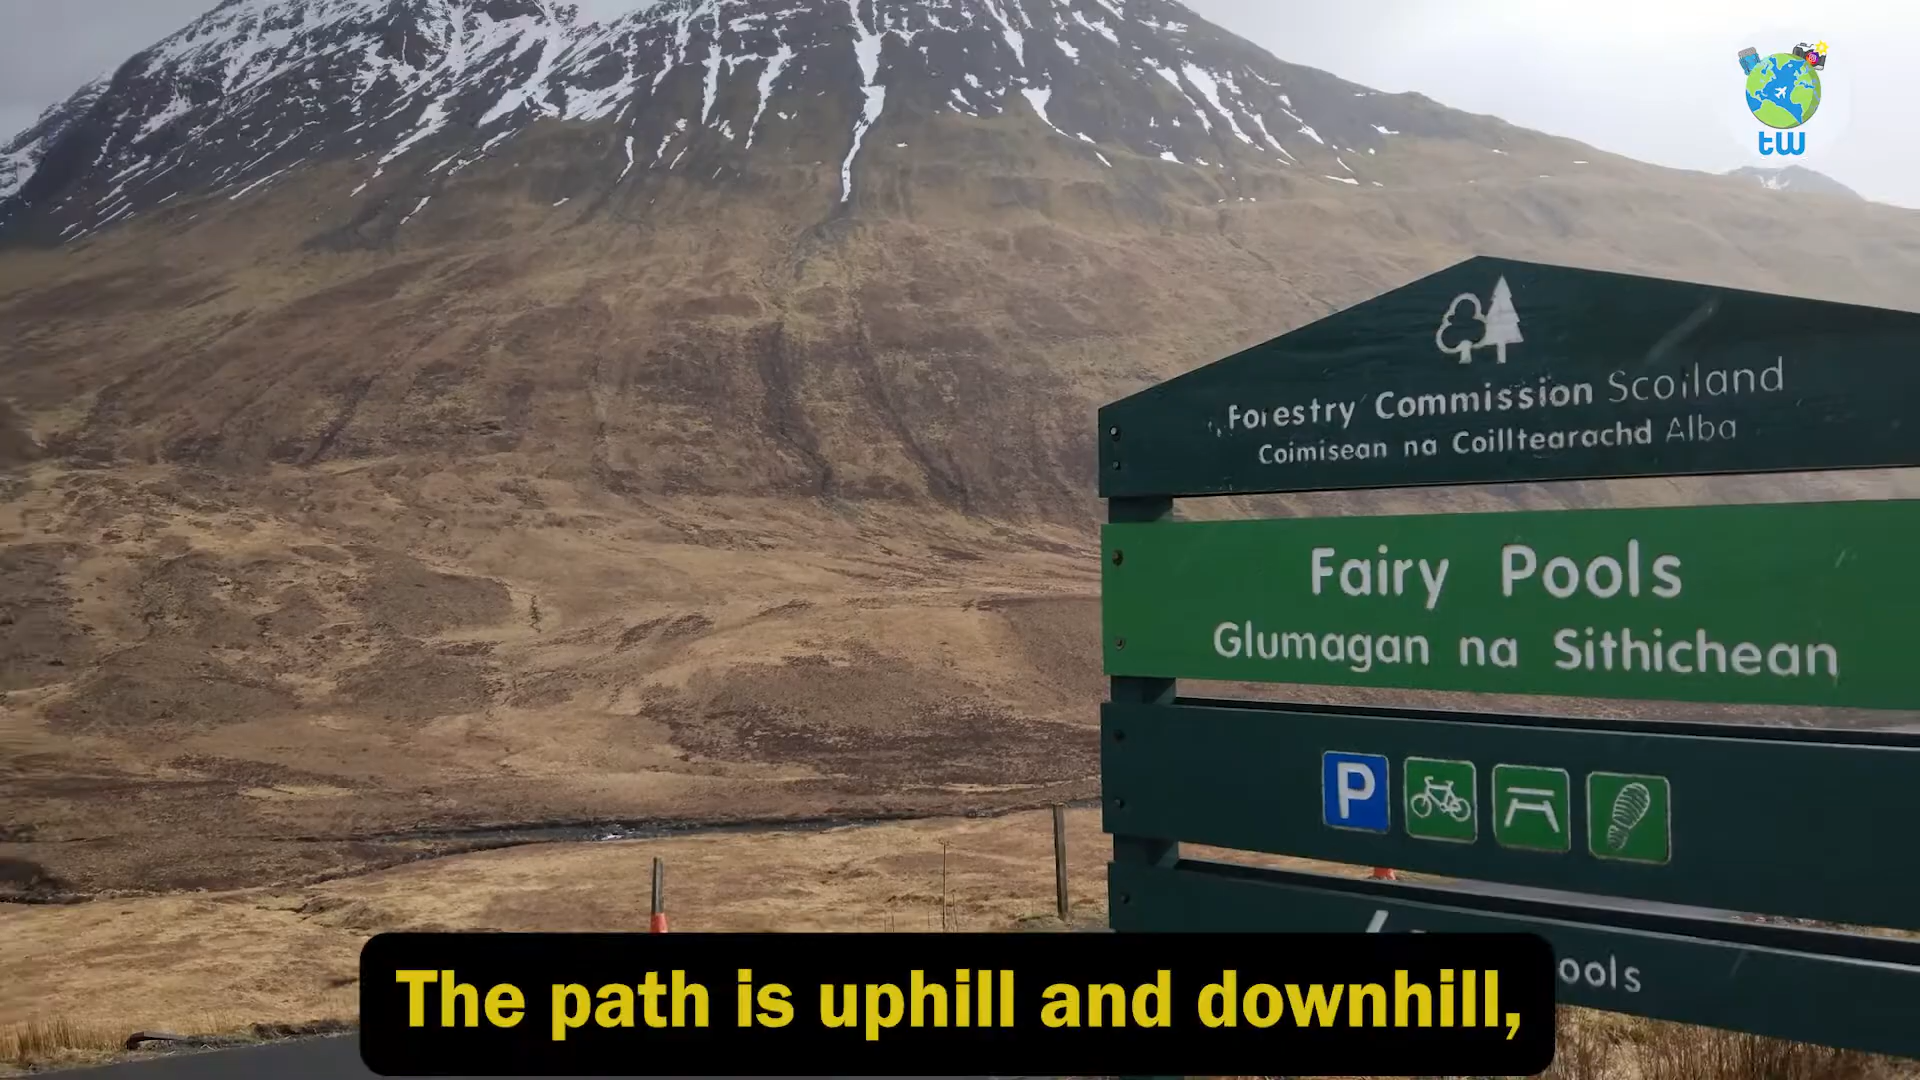 tw
Forestry Commission Scotland
Coimisean na Coilltearachd Alba
Fairy Pools
Glumagan na Sithichean
P
ools
The path is uphill and downhill,